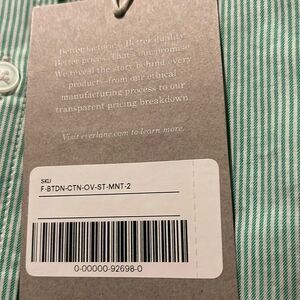 Better factories. Better quality.
Better prices. That's our promise.
We reveal the story behind every
product—from our ethical
manufacturing process to our
transparent pricing breakdown.
Visit everlane.com to learn more.
SKU
F-BTDN-CTN-OV-ST-MNT-2
0-00000-92698-0